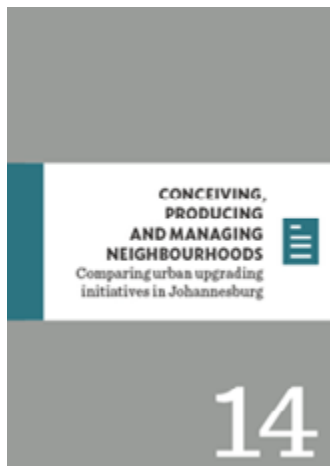 CONCEIVING,
PRODUCING
AND MANAGING
NEIGHBOURHOODS
Comparing urban upgrading
initiatives in Johannesburg
14